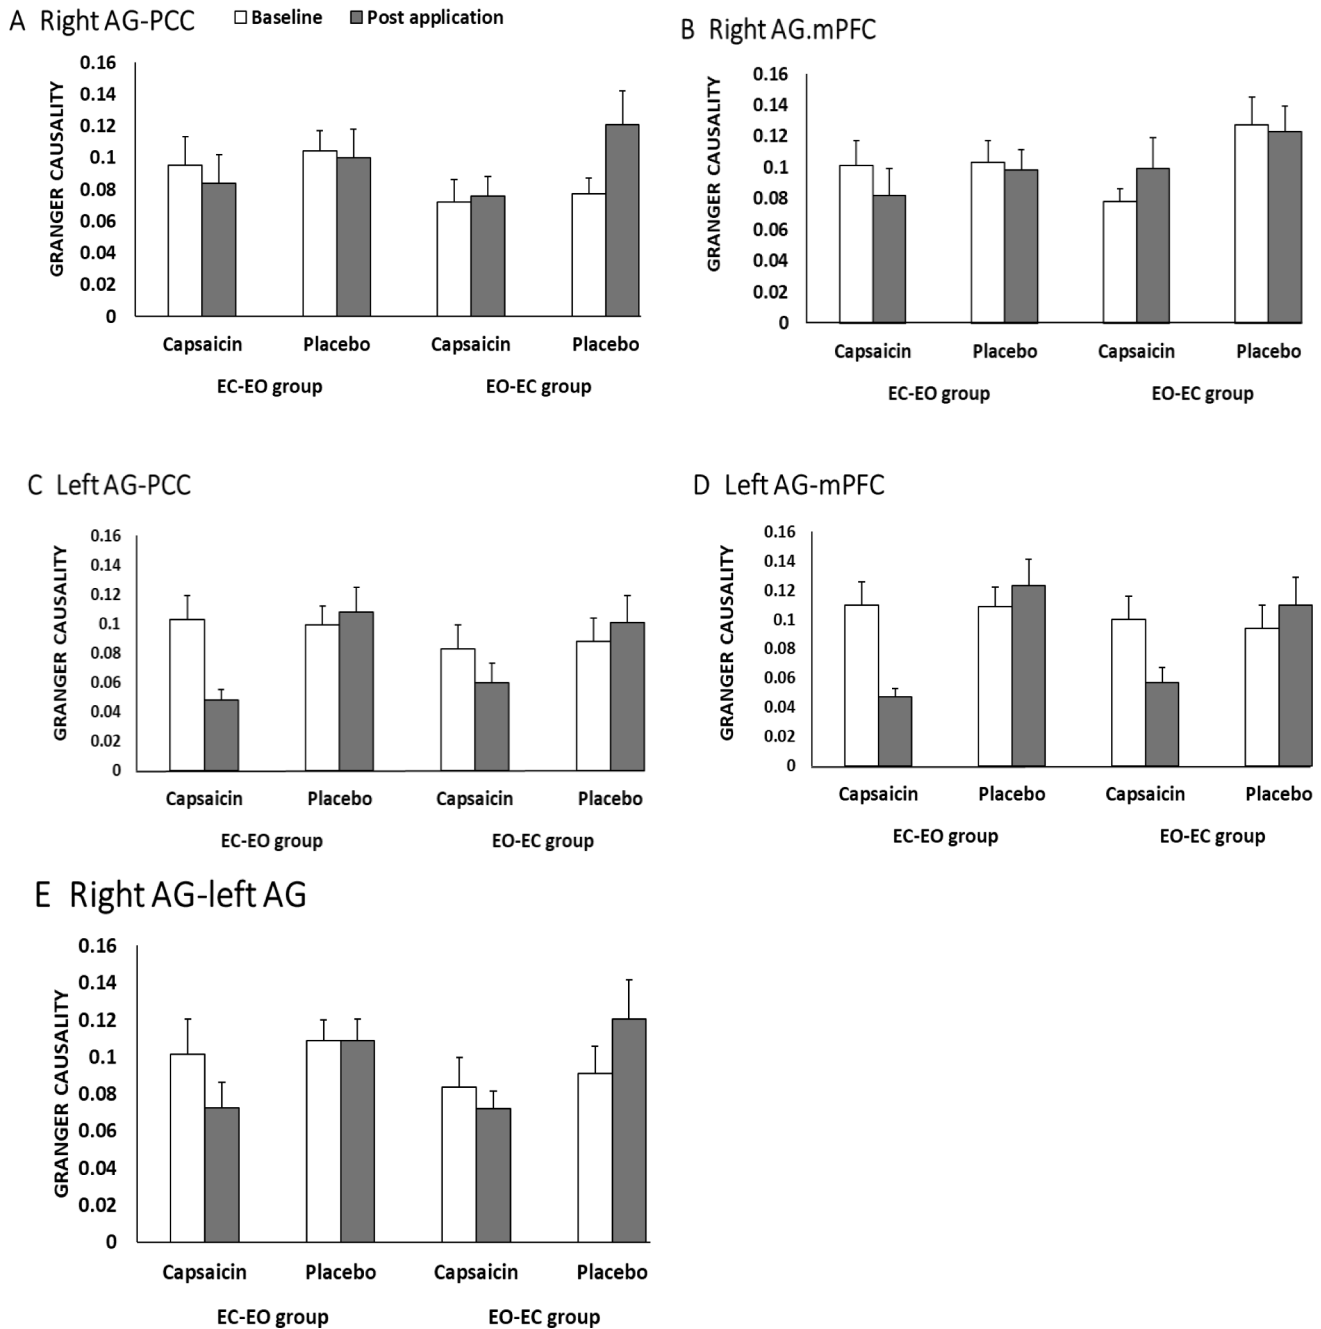 A Right AG-PCC
Baseline
Post application
GRANGER CAUSALITY
0.16
0.14
0.12
0.1
0.08
0.06
0.04
0.02
0
Capsaicin Placebo Capsaicin Placebo
EC-EO group EO-EC group
B Right AG.mPFC
GRANGER CAUSALITY
0.16
0.14
0.12
0.1
0.08
0.06
0.04
0.02
0
Capsaicin Placebo Capsaicin Placebo
EC-EO group EO-EC group
C Left AG-PCC
GRANGER CAUSALITY
0.16
0.14
0.12
0.1
0.08
0.06
0.04
0.02
0
Capsaicin Placebo Capsaicin Placebo
EC-EO group EO-EC group
D Left AG-mPFC
GRANGER CAUSALITY
0.16
0.14
0.12
0.1
0.08
0.06
0.04
0.02
0
Capsaicin Placebo Capsaicin Placebo
EC-EO group EO-EC group
E Right AG-left AG
GRANGER CAUSALITY
0.16
0.14
0.12
0.1
0.08
0.06
0.04
0.02
0
Capsaicin Placebo Capsaicin Placebo
EC-EO group EO-EC group